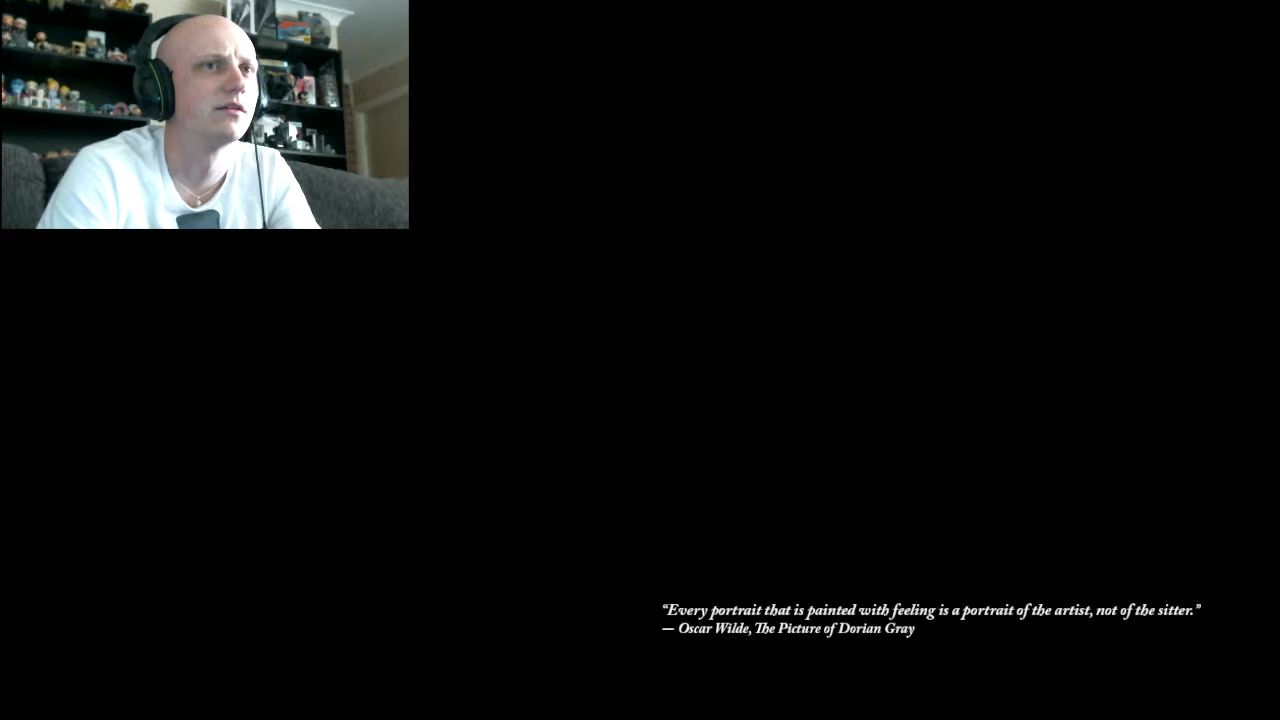 “Every portrait that is painted with feeling is a portrait of the artist, not of the sitter.”
— Oscar Wilde, The Picture of Dorian Gray